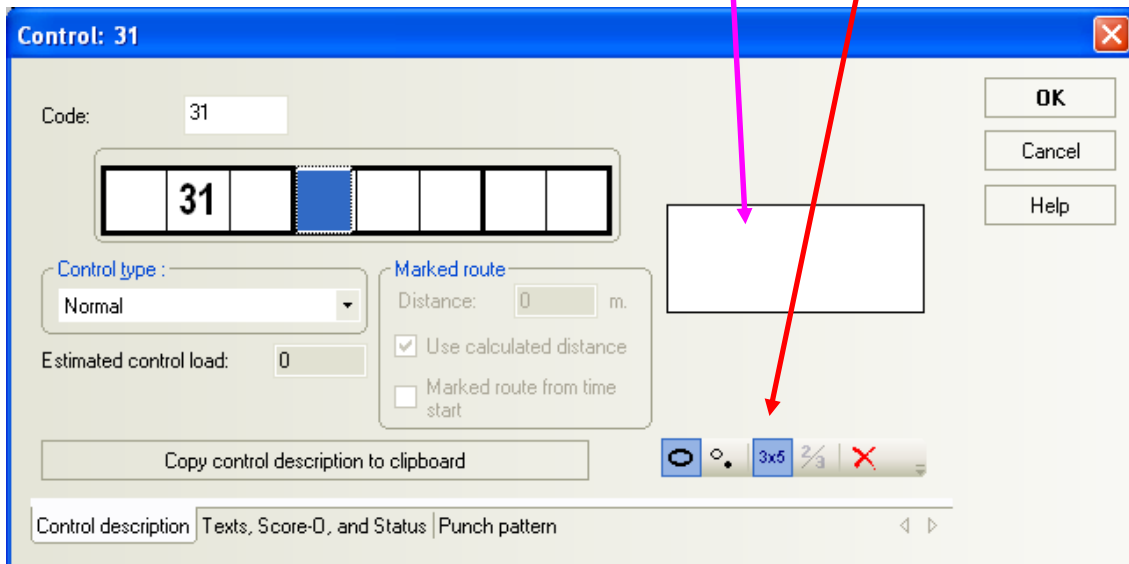 Control: 31
OK
Code: 31
Cancel
31
Help
Control type :
Marked route
Normal
Distance: 0 m.
Use calculated distance
Estimated control load: 0
Marked route from time
start
Copy control description to clipboard
3x5 2/3
Control description Texts, Score-O, and Status Punch pattern